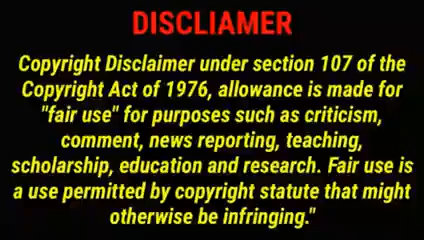 DISCLIAMER
Copyright Disclaimer under section 107 of the
Copyright Act of 1976, allowance is made for
"fair use" for purposes such as criticism,
comment, news reporting, teaching,
scholarship, education and research. Fair use is
a use permitted by copyright statute that might
otherwise be infringing."